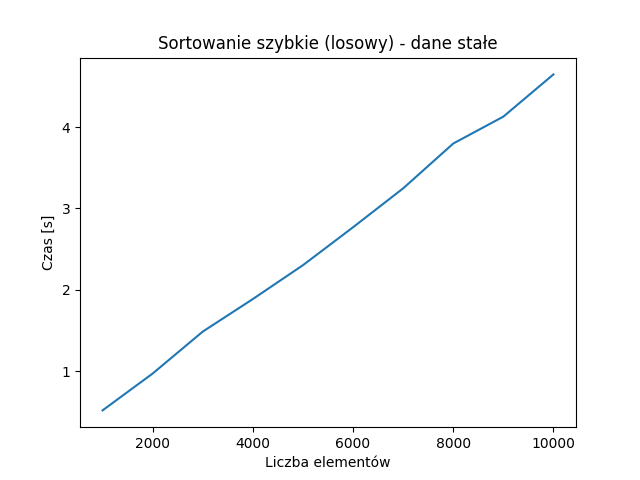 Sortowanie szybkie (losowy) - dane stałe
Czas [s]
4
3
2
1
2000 4000 6000 8000 10000
Liczba elementów